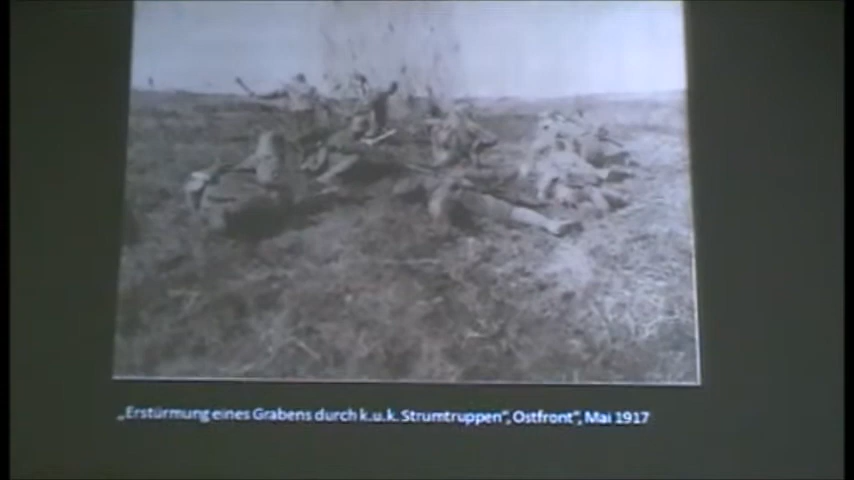 „Erstürmung eines Grabens durch k.u.k. Strumtruppen", Ostfront", Mai 1917